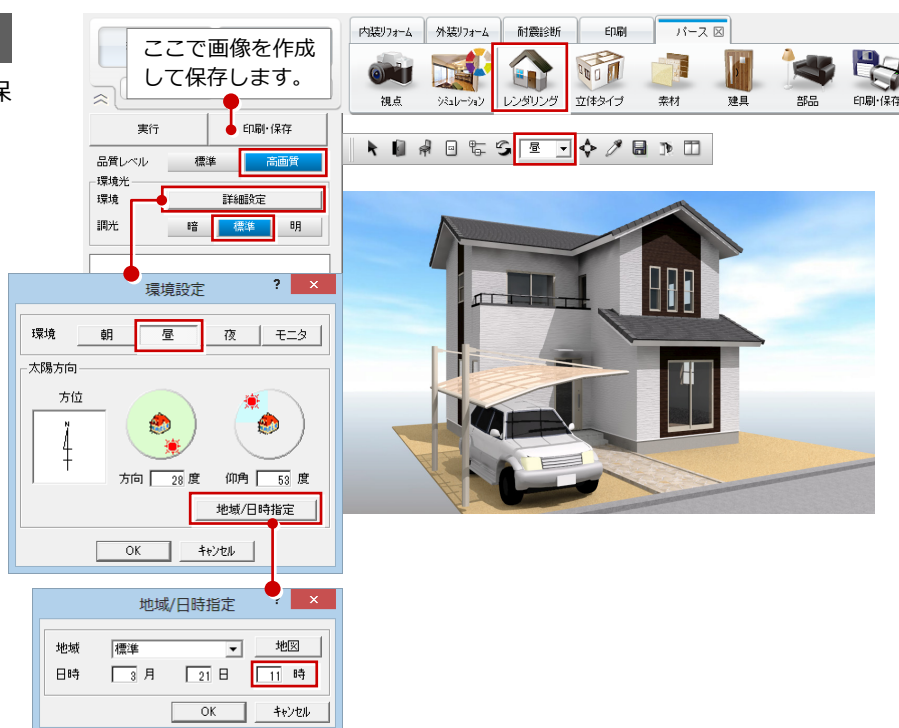 保
ここで画像を作成
して保存します。
実行
印刷・保存
品質レベル
標準
高画質
環境光
環境
詳細設定
調光
暗
標準
明
内装リフォーム
外装リフォーム
耐震診断
印刷
パース
視点
シミュレーション
レンダリング
立体タイプ
素材
建具
部品
印刷・保存
昼
環境設定
?
×
環境
朝
昼
夜
モニタ
太陽方向
方位
N
方向 28 度
仰角 53 度
地域/日時指定
OK
キャンセル
地域/日時指定
?
×
地域
標準
地図
日時
3 月
21 日
11 時
OK
キャンセル